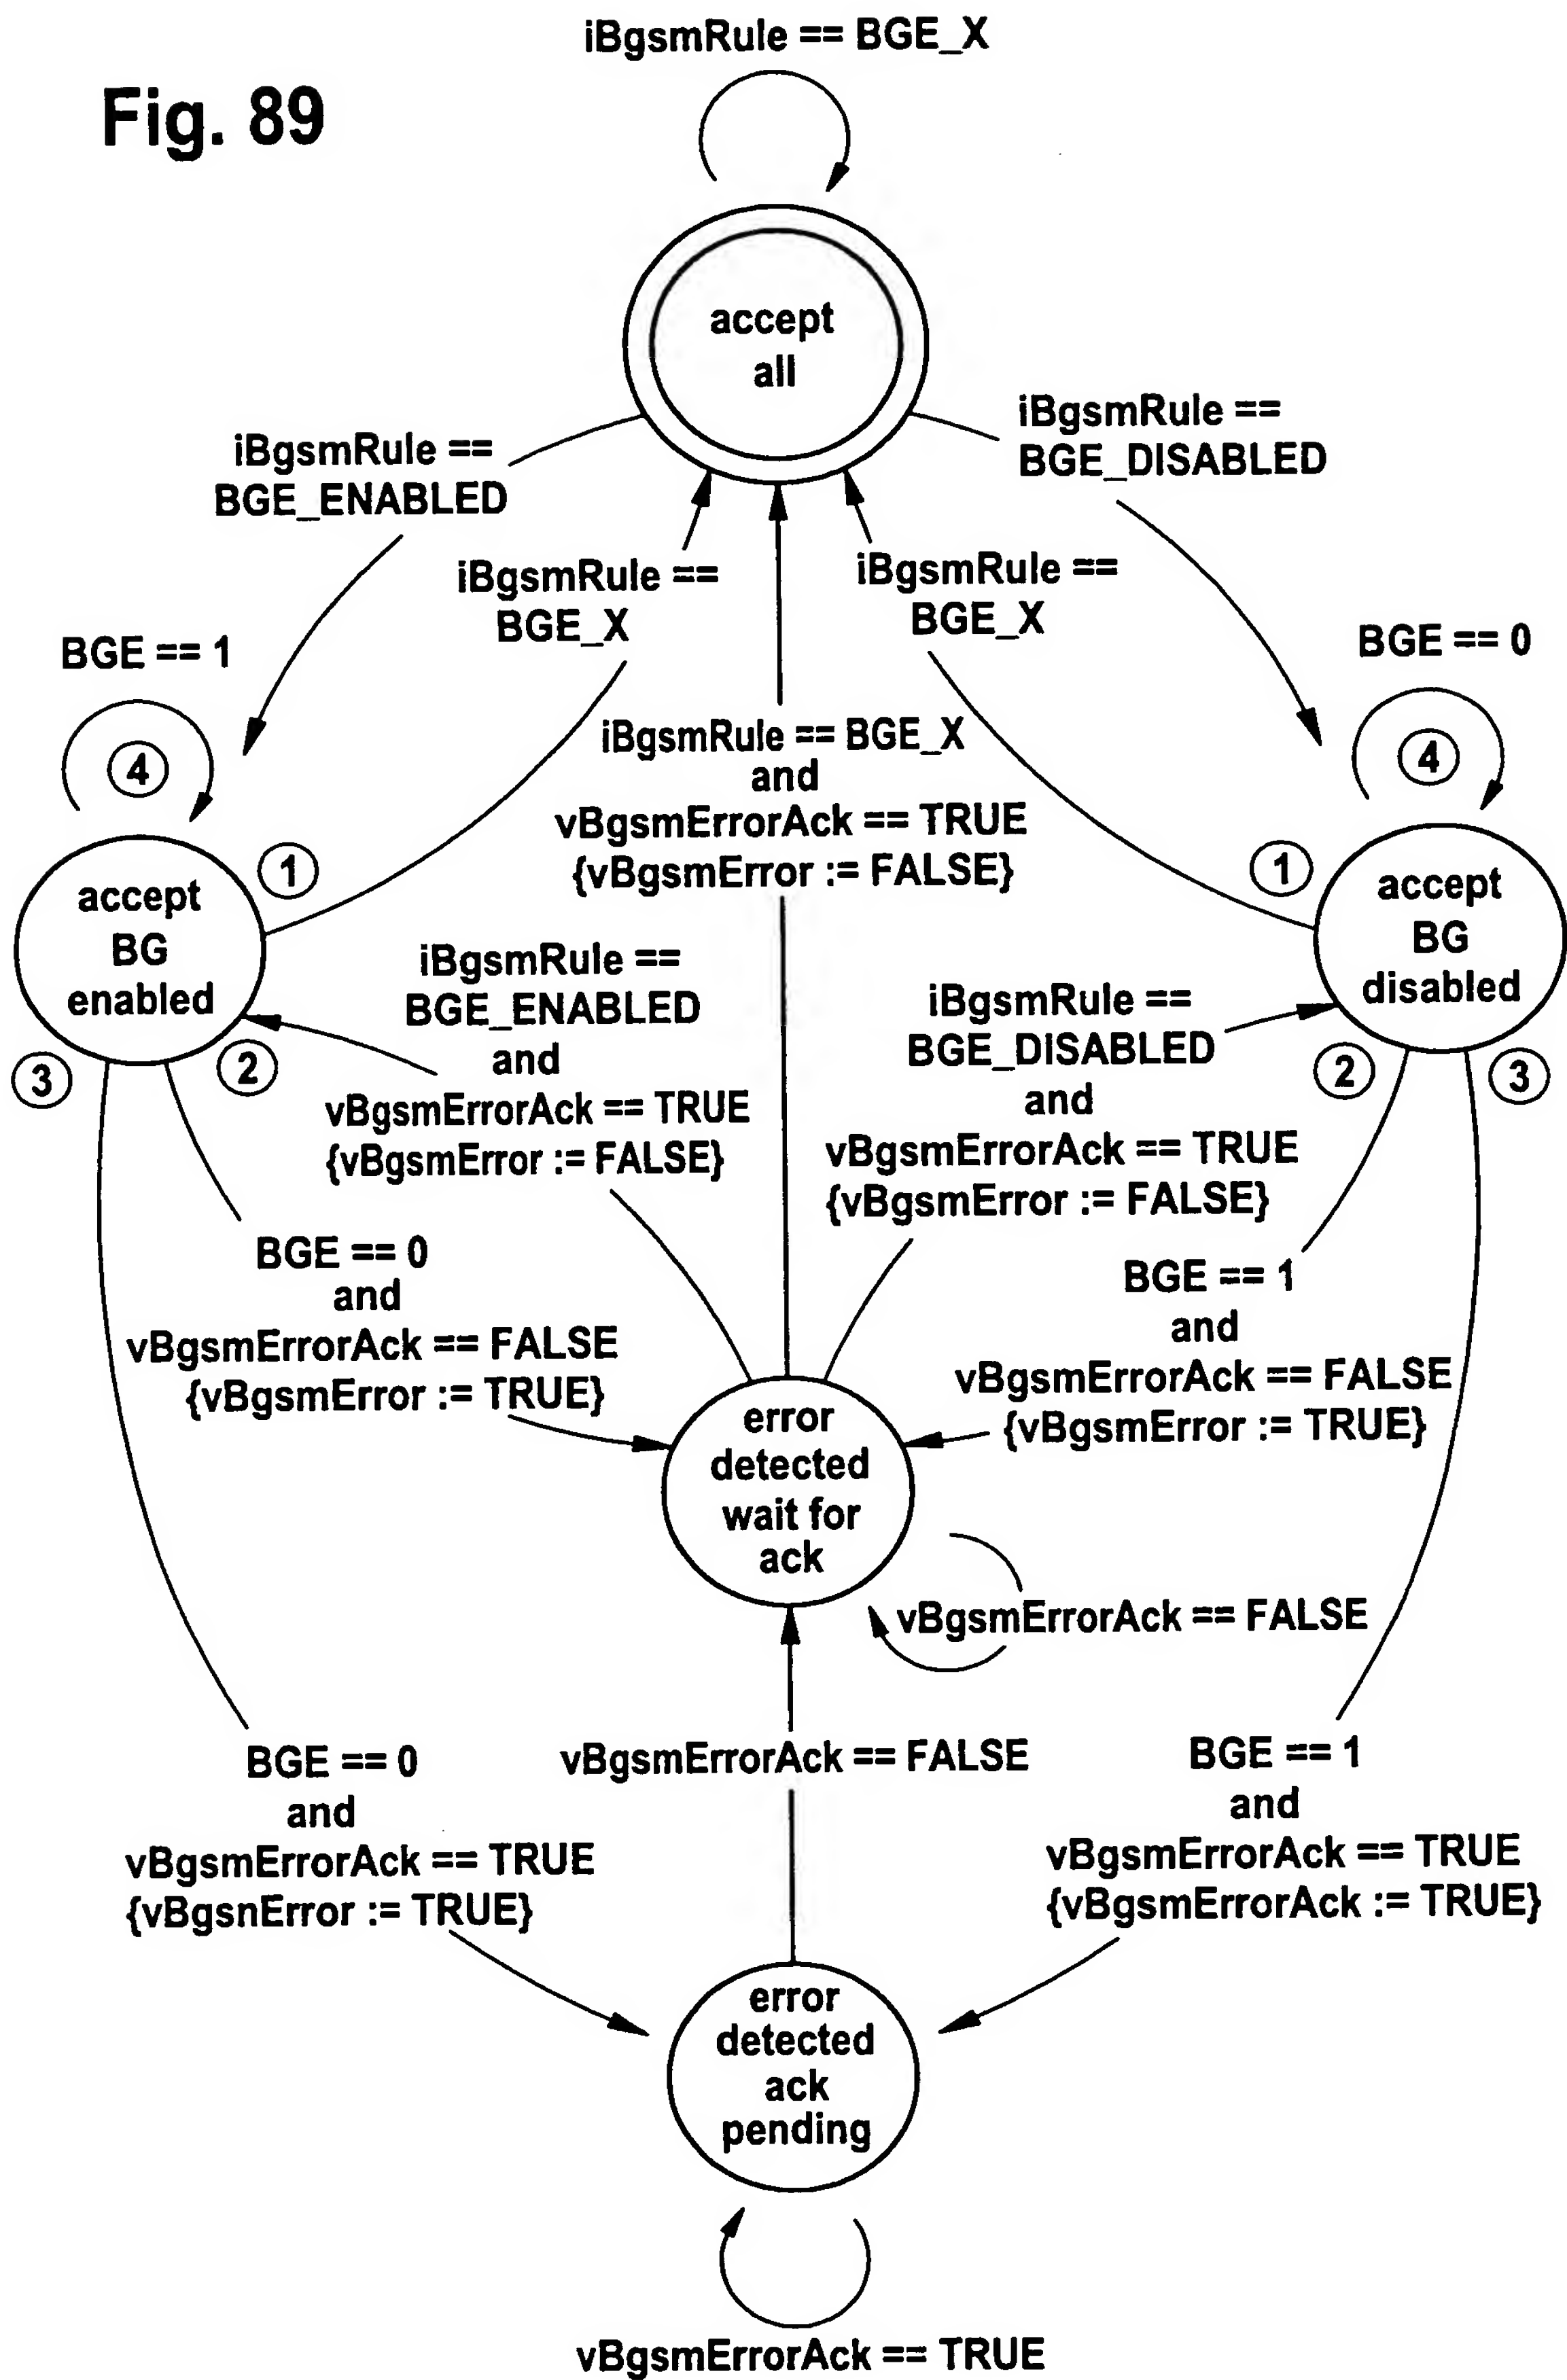 iBgsmRule == BGE_X
Fig. 89
accept
all
iBgsmRule ==
BGE_ENABLED
iBgsmRule ==
BGE_DISABLED
iBgsmRule ==
BGE_X
iBgsmRule ==
BGE_X
BGE == 1
BGE == 0
4
4
iBgsmRule == BGE_X
and
vBgsmErrorAck == TRUE
{vBgsmError := FALSE}
1
1
accept
BG
enabled
accept
BG
disabled
3
2
2
3
iBgsmRule ==
BGE_ENABLED
and
vBgsmErrorAck == TRUE
{vBgsmError := FALSE}
iBgsmRule ==
BGE_DISABLED
and
vBgsmErrorAck == TRUE
{vBgsmError := FALSE}
BGE == 0
and
vBgsmErrorAck == FALSE
{vBgsmError := TRUE}
BGE == 1
and
vBgsmErrorAck == FALSE
{vBgsmError := TRUE}
error
detected
wait for
ack
vBgsmErrorAck == FALSE
BGE == 0
and
vBgsmErrorAck == TRUE
{vBgsnError := TRUE}
vBgsmErrorAck == FALSE
BGE == 1
and
vBgsmErrorAck == TRUE
{vBgsmErrorAck := TRUE}
error
detected
ack
pending
vBgsmErrorAck == TRUE